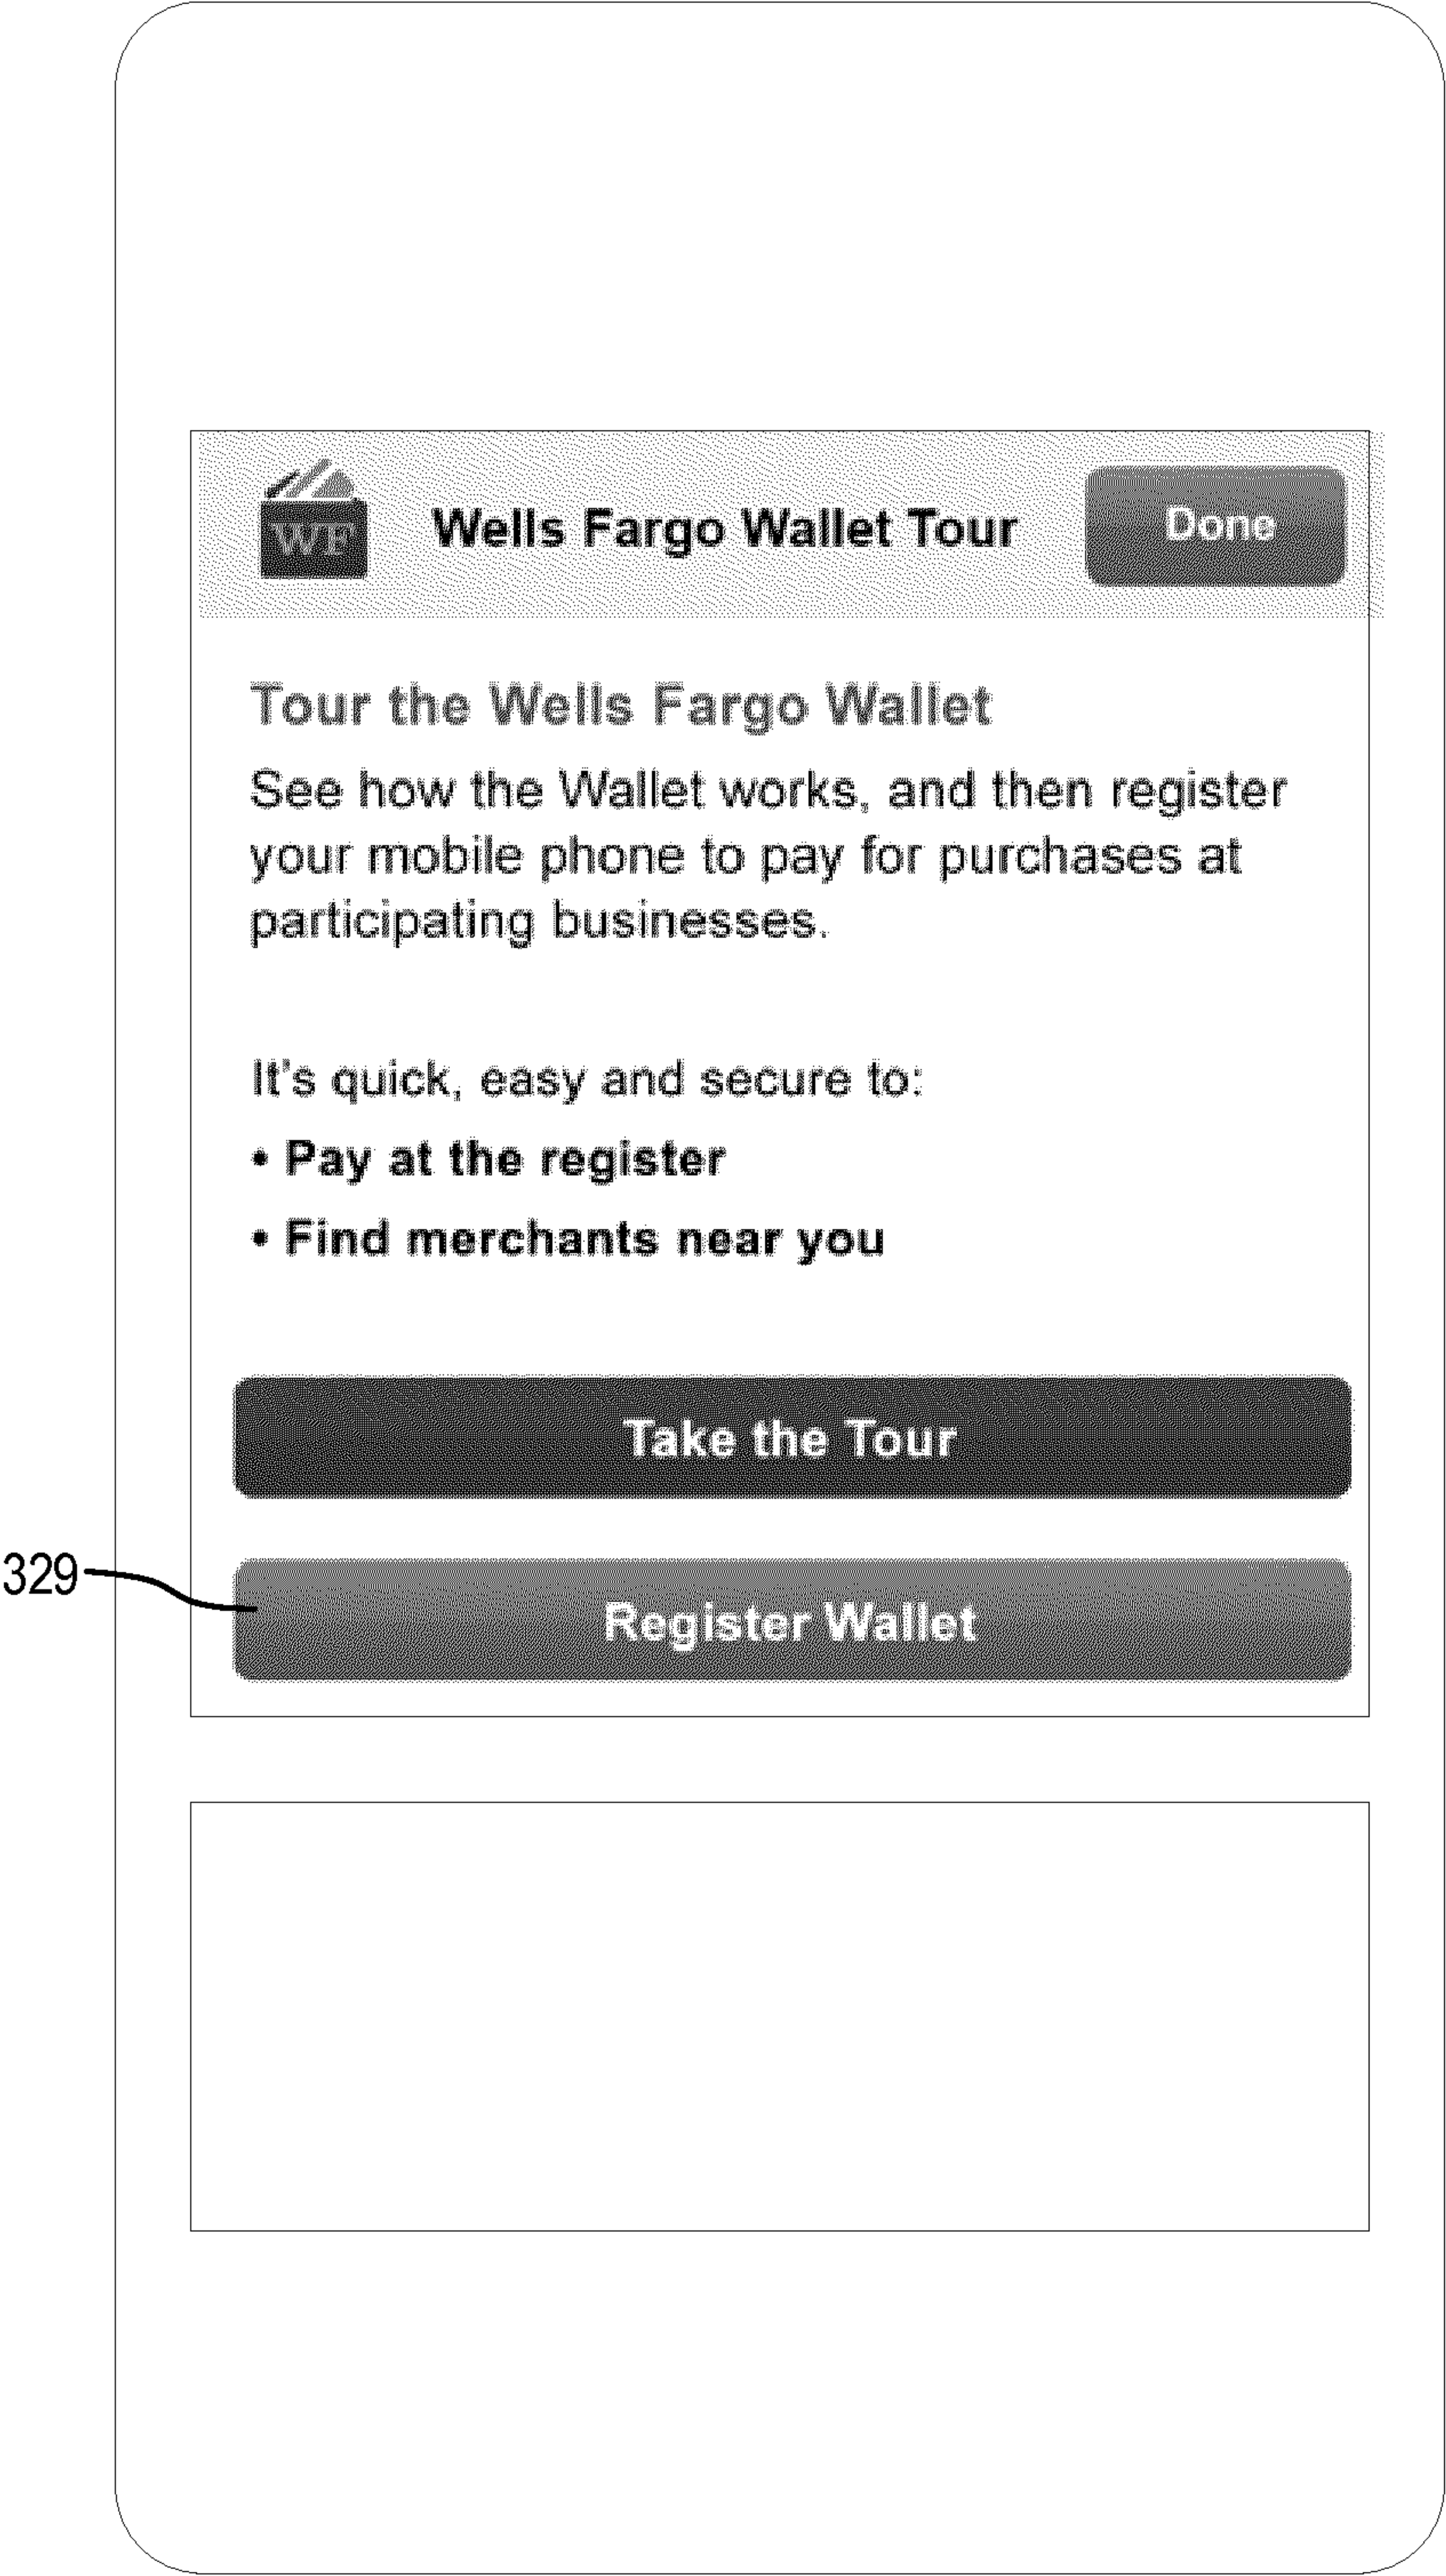 WF
Wells Fargo Wallet Tour
Done
Tour the Wells Fargo Wallet
See how the Wallet works, and then register
your mobile phone to pay for purchases at
participating businesses.
It's quick, easy and secure to:
• Pay at the register
• Find merchants near you
Take the Tour
329
Register Wallet